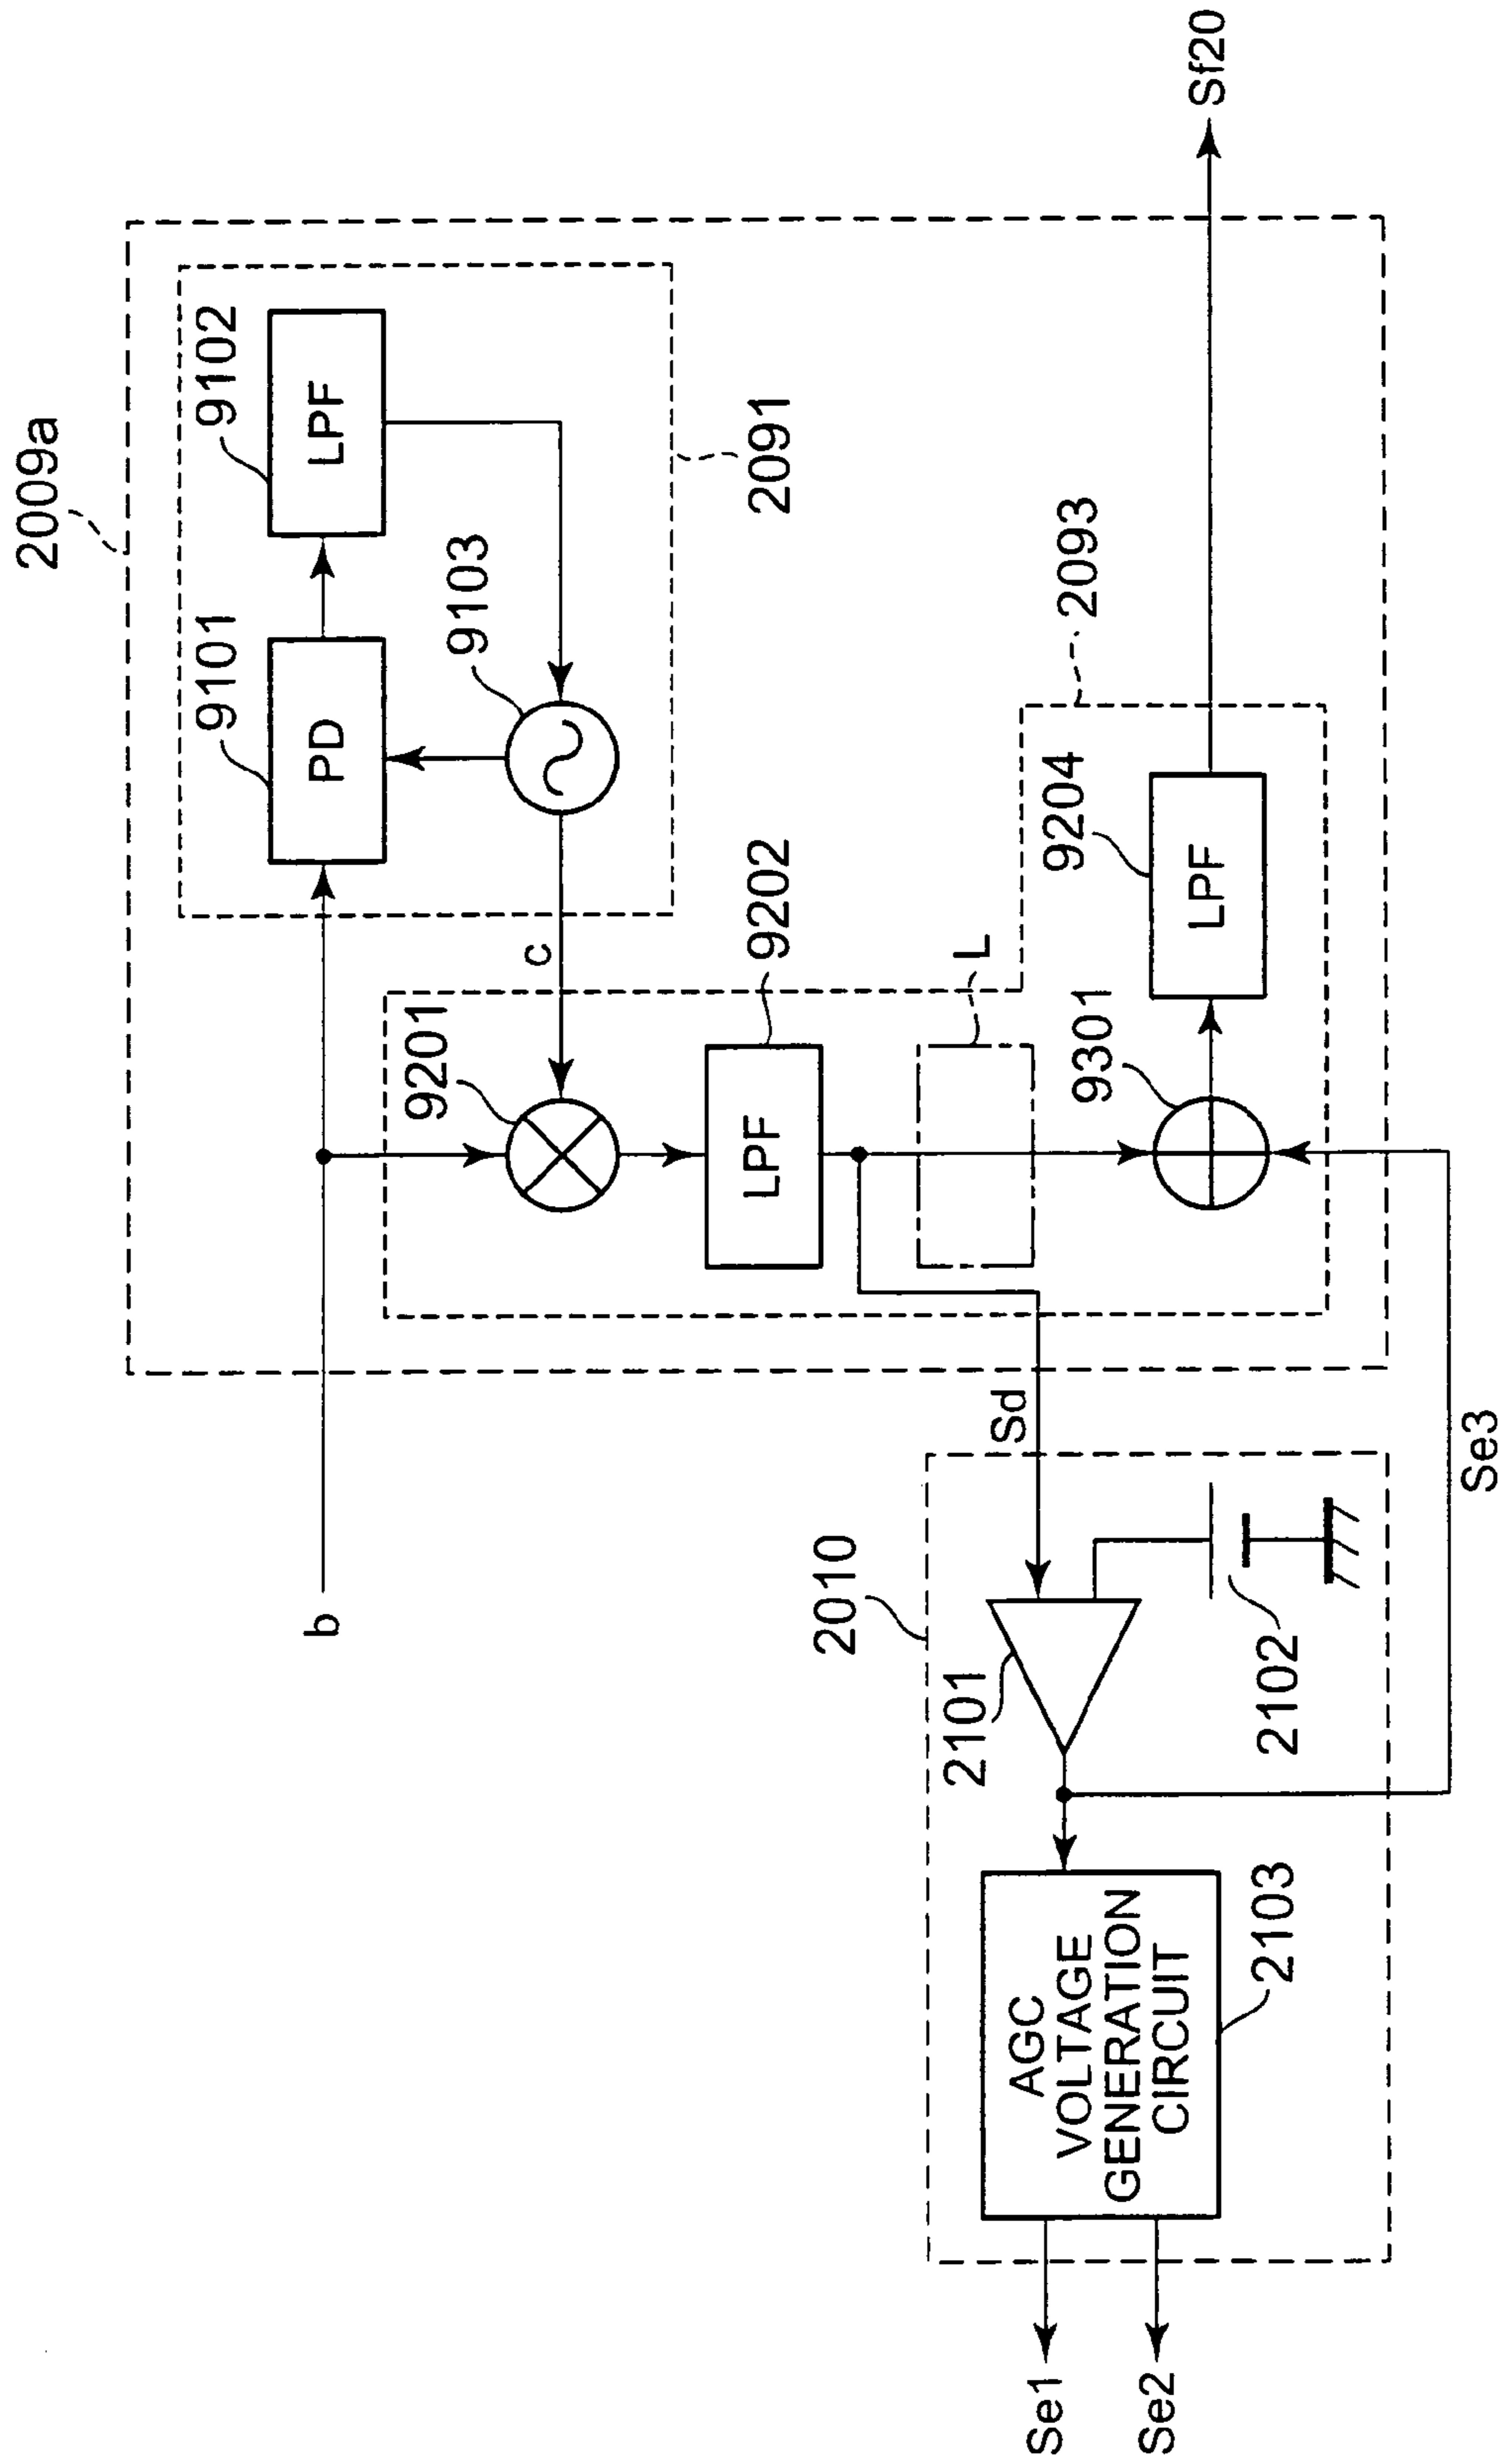 2009a
9101
9102
PD
LPF
9103
2091
b
c
9201
9202
LPF
L
2093
9301
9204
LPF
Sf20
2010
Sd
2101
2102
AGC
VOLTAGE
GENERATION
CIRCUIT
2103
Se1
Se2
Se3